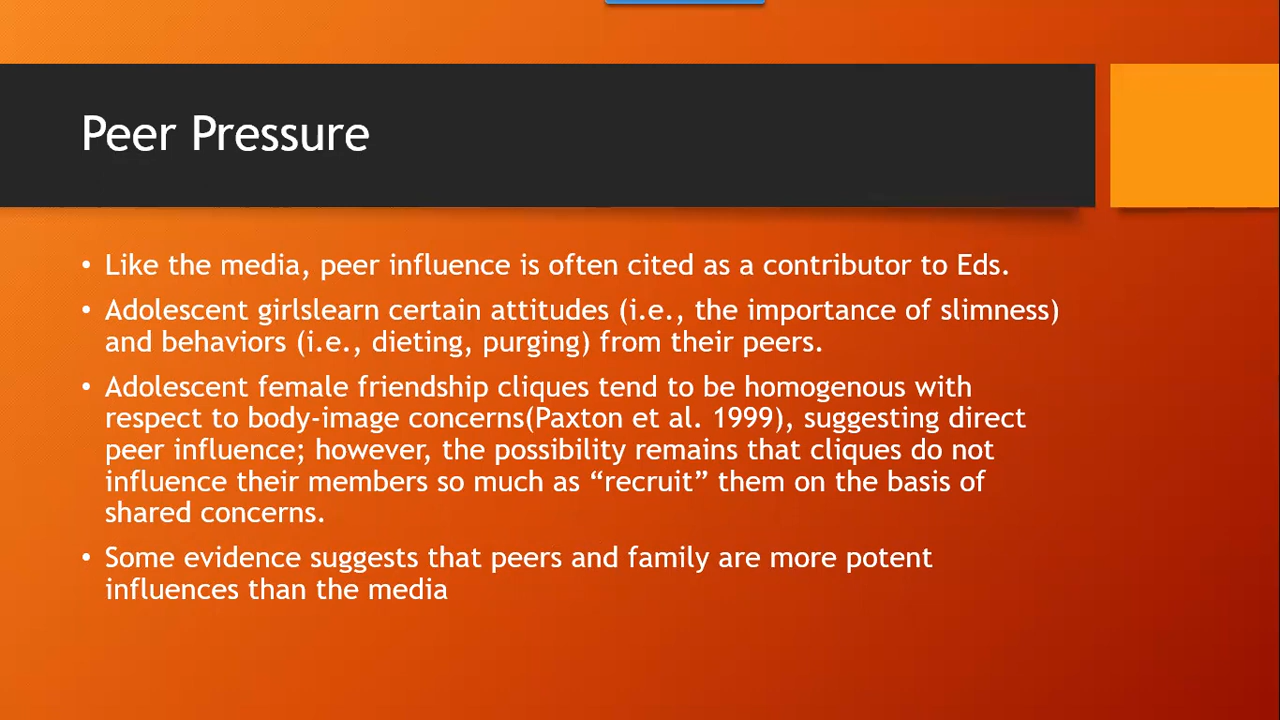 Peer Pressure
• Like the media, peer influence is often cited as a contributor to Eds.
• Adolescent girlslearn certain attitudes (i.e., the importance of slimness)
and behaviors (i.e., dieting, purging) from their peers.
• Adolescent female friendship cliques tend to be homogenous with
respect to body-image concerns(Paxton et al. 1999), suggesting direct
peer influence; however, the possibility remains that cliques do not
influence their members so much as “recruit” them on the basis of
shared concerns.
• Some evidence suggests that peers and family are more potent
influences than the media